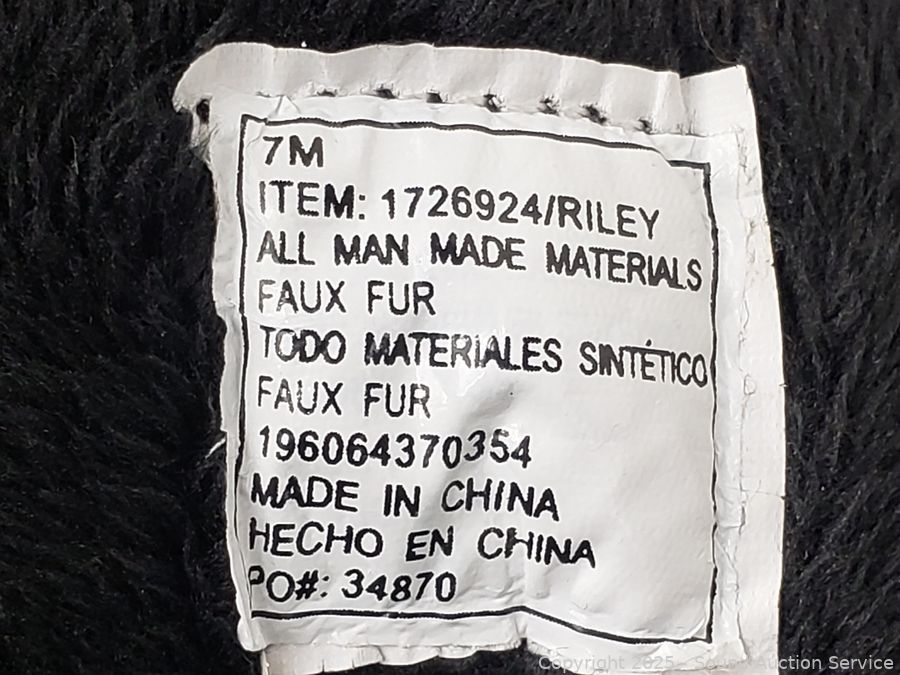 7M
ITEM: 1726924/RILEY
ALL MAN MADE MATERIALS
FAUX FUR
TODO MATERIALES SINTÉTICO
FAUX FUR
196064370354
MADE IN CHINA
HECHO EN CHINA
PO#: 34870
Copyright 2025 - Sound Auction Service